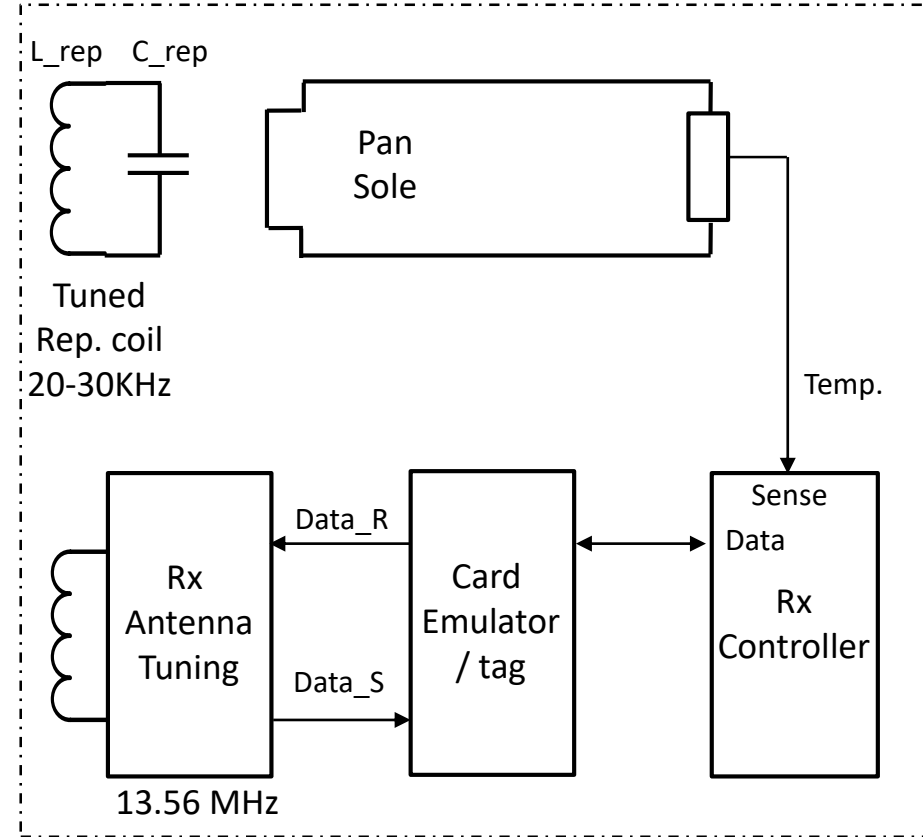 L_rep C_rep
Pan
Sole
Tuned
Rep. coil
20-30KHz
Temp.
Sense
Data_R
Data
Rx
Antenna
Tuning
Card
Emulator
/ tag
Rx
Controller
Data_S
13.56 MHz